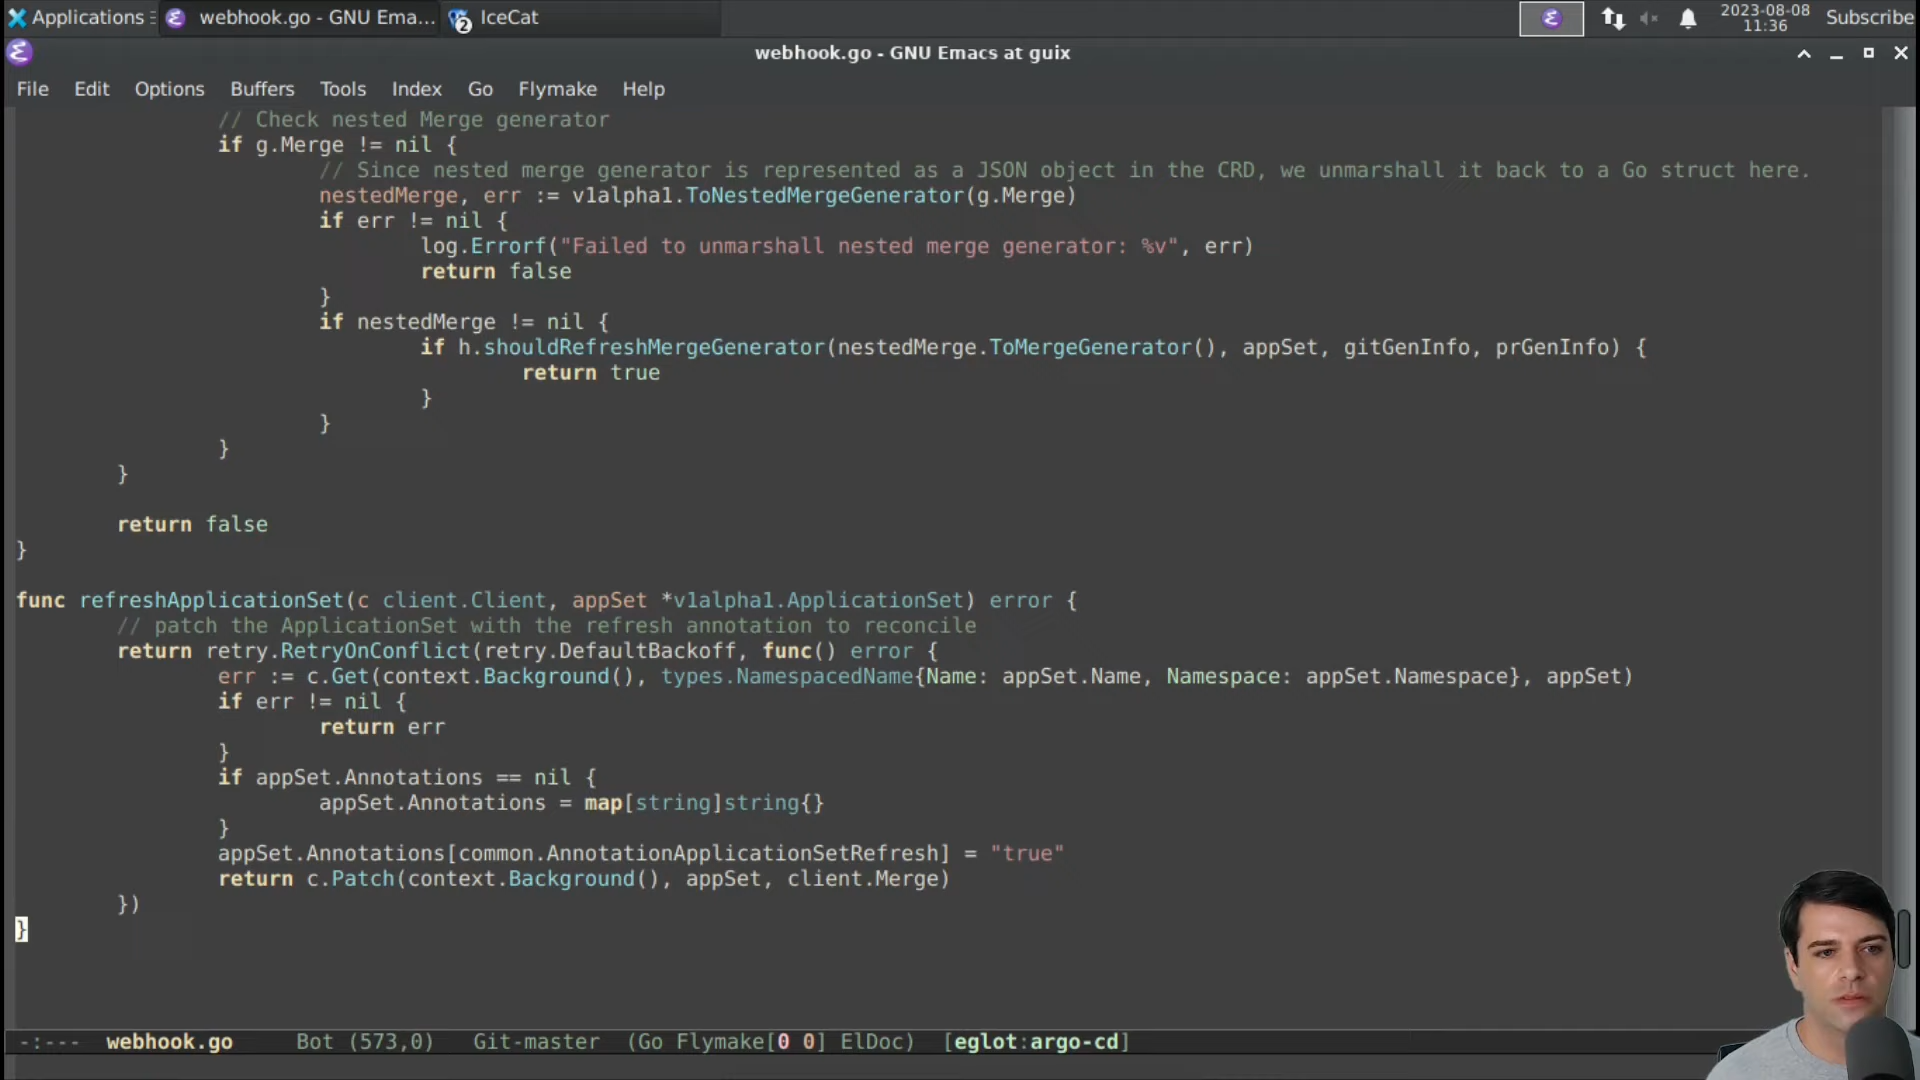 Applications
webhook.go - GNU Ema...
2 IceCat
2023-08-08
11:36
Subscribe
webhook.go - GNU Emacs at guix
File Edit Options Buffers Tools Index Go Flymake Help
// Check nested Merge generator
if g.Merge != nil {
// Since nested merge generator is represented as a JSON object in the CRD, we unmarshall it back to a Go struct here.
nestedMerge, err := v1alpha1.ToNestedMergeGenerator(g.Merge)
if err != nil {
log.Errorf("Failed to unmarshall nested merge generator: %v", err)
return false
}
if nestedMerge != nil {
if h.shouldRefreshMergeGenerator(nestedMerge.ToMergeGenerator(), appSet, gitGenInfo, prGenInfo) {
return true
}
}
}
}
return false
}
func refreshApplicationSet(c client.Client, appSet *v1alpha1.ApplicationSet) error {
// patch the ApplicationSet with the refresh annotation to reconcile
return retry.RetryOnConflict(retry.DefaultBackoff, func() error {
err := c.Get(context.Background(), types.NamespacedName{Name: appSet.Name, Namespace: appSet.Namespace}, appSet)
if err != nil {
return err
}
if appSet.Annotations == nil {
appSet.Annotations = map[string]string{}
}
appSet.Annotations[common.AnnotationApplicationSetRefresh] = "true"
return c.Patch(context.Background(), appSet, client.Merge)
})
}
-:--- webhook.go Bot (573,0) Git-master (Go Flymake[0 0] ElDoc) [eglot:argo-cd]